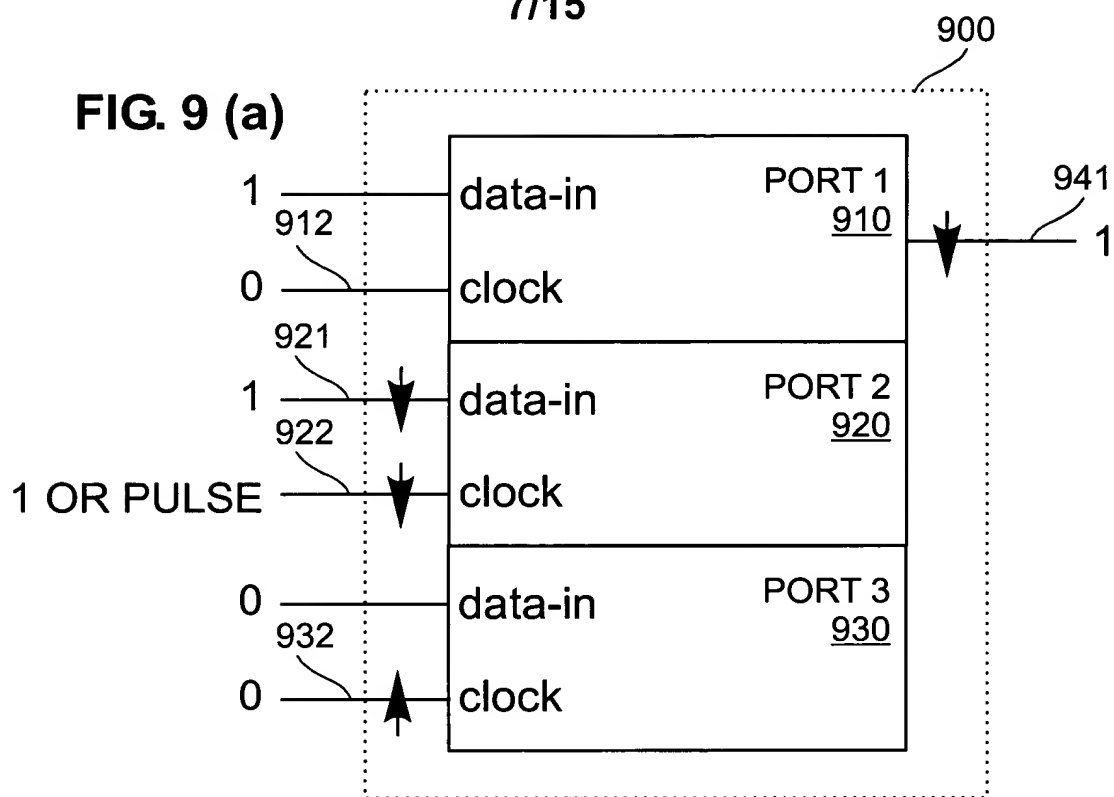 7/15
900
FIG. 9 (a)
1
data-in
PORT 1
910
941
1
912
0
clock
921
1
data-in
PORT 2
920
922
1 OR PULSE
clock
0
data-in
PORT 3
930
932
0
clock